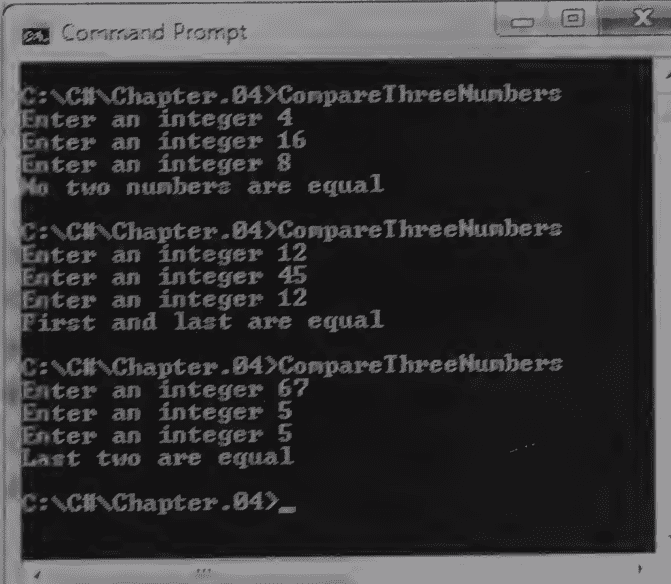 Command Prompt
C:\C#\Chapter.04>CompareThreeNumbers
Enter an integer 4
Enter an integer 16
Enter an integer 8
No two numbers are equal
C:\C#\Chapter.04>CompareThreeNumbers
Enter an integer 12
Enter an integer 45
Enter an integer 12
First and last are equal
C:\C#\Chapter.04>CompareThreeNumbers
Enter an integer 67
Enter an integer 5
Enter an integer 5
Last two are equal
C:\C#\Chapter.04>_